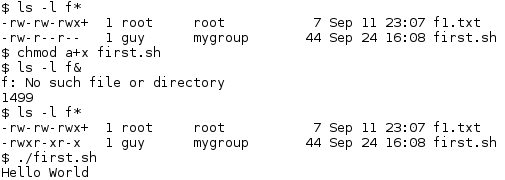 $ ls -l f*
-rw-rw-rwx+  1 root     root           7 Sep 11 23:07 f1.txt
-rw-r--r--   1 guy      mygroup       44 Sep 24 16:08 first.sh
$ chmod a+x first.sh
$ ls -l f&
f: No such file or directory
1499
$ ls -l f*
-rw-rw-rwx+  1 root     root           7 Sep 11 23:07 f1.txt
-rwxr-xr-x   1 guy      mygroup       44 Sep 24 16:08 first.sh
$ ./first.sh
Hello World